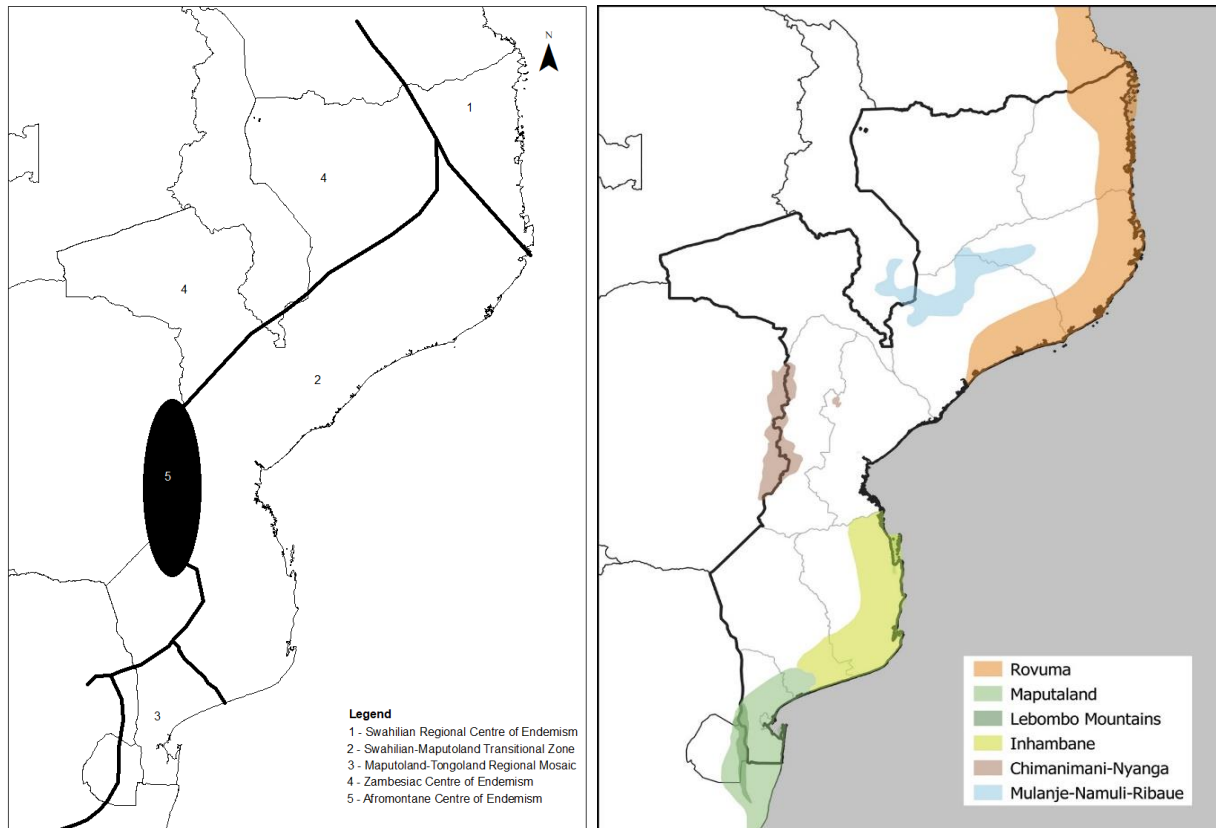 N
1
4
4
2
5
3
Legend
1 - Swahilian Regional Centre of Endemism
2 - Swahilian-Maputoland Transitional Zone
3 - Maputoland-Tongoland Regional Mosaic
4 - Zambesiac Centre of Endemism
5 - Afromontane Centre of Endemism
Rovuma
Maputaland
Lebombo Mountains
Inhambane
Chimanimani-Nyanga
Mulanje-Namuli-Ribaue